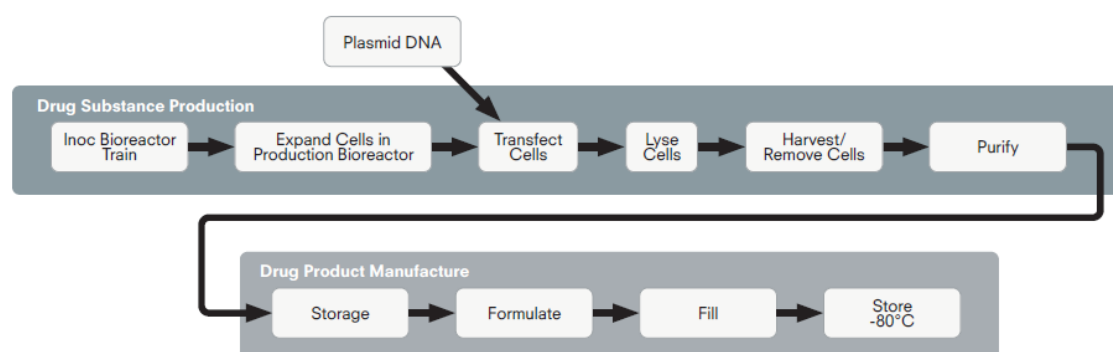 Plasmid DNA
Drug Substance Production
Inoc Bioreactor
Train
Expand Cells in
Production Bioreactor
Transfect
Cells
Lyse
Cells
Harvest/
Remove Cells
Purify
Drug Product Manufacture
Storage
Formulate
Fill
Store
-80°C